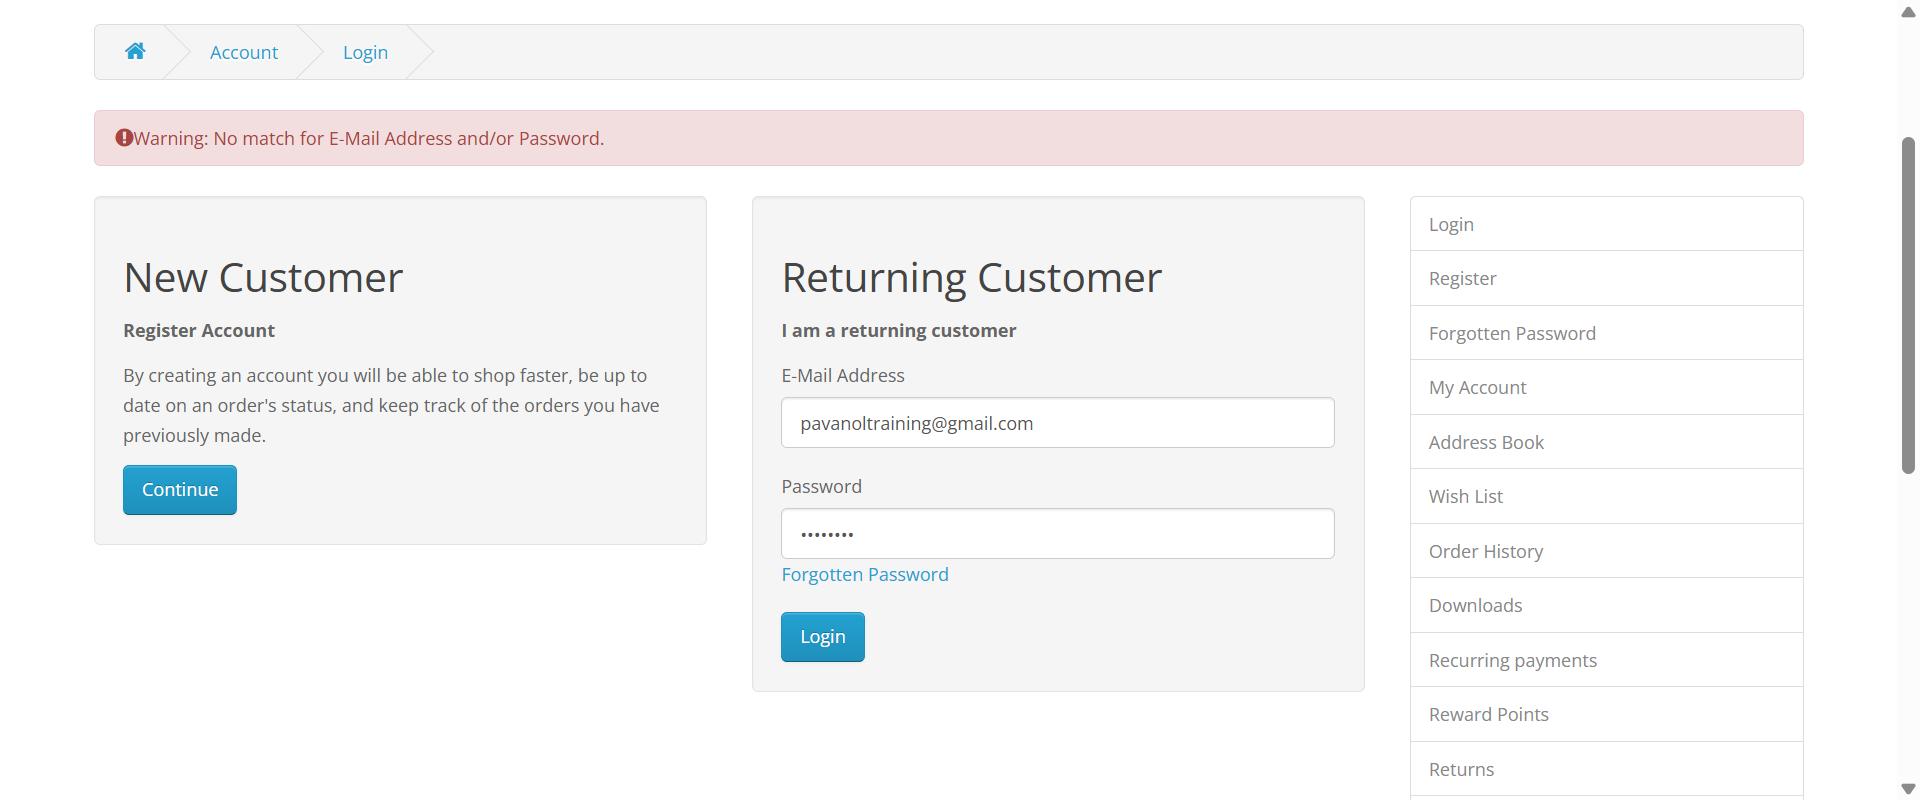 Account
Login
Warning: No match for E-Mail Address and/or Password.
New Customer
Register Account
By creating an account you will be able to shop faster, be up to
date on an order's status, and keep track of the orders you have
previously made.
Continue
Returning Customer
I am a returning customer
E-Mail Address
pavanoltraining@gmail.com
Password
••••••••
Forgotten Password
Login
Login
Register
Forgotten Password
My Account
Address Book
Wish List
Order History
Downloads
Recurring payments
Reward Points
Returns